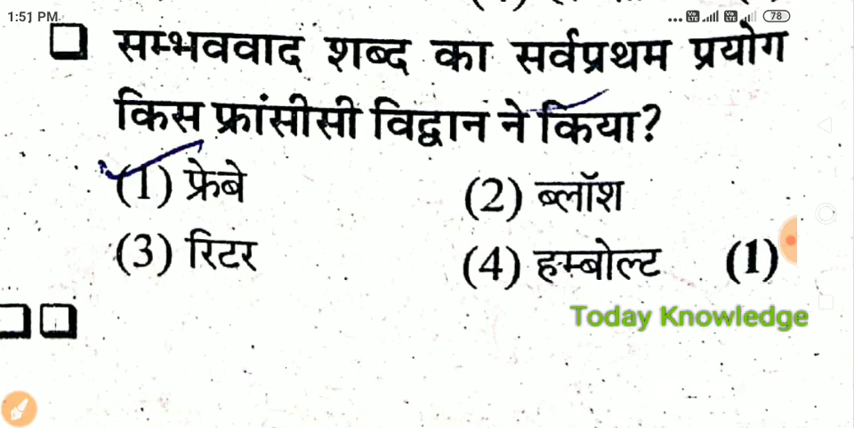 1:51 PM
78
सम्भववाद शब्द का सर्वप्रथम प्रयोग
किस फ्रांसीसी विद्वान ने किया?
(1) फ्रेबे
(2) ब्लॉश
(3) रिटर
(4) हम्बोल्ट (1)
Today Knowledge